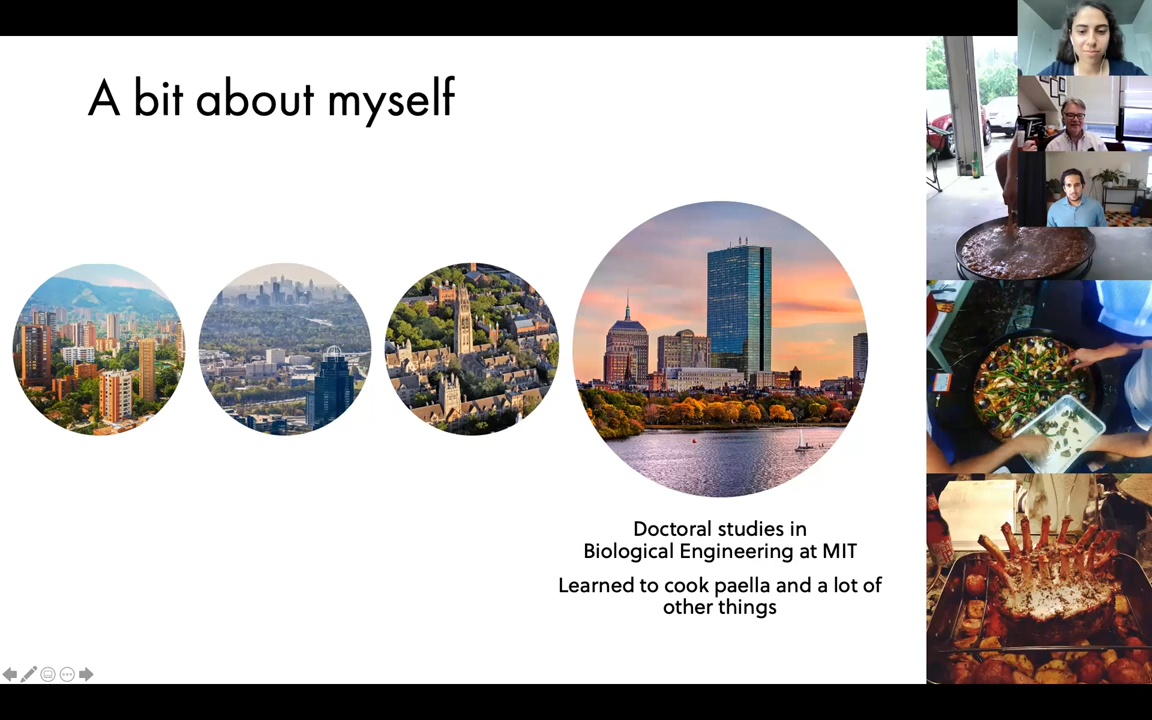 A bit about myself
Doctoral studies in
Biological Engineering at MIT
Learned to cook paella and a lot of
other things